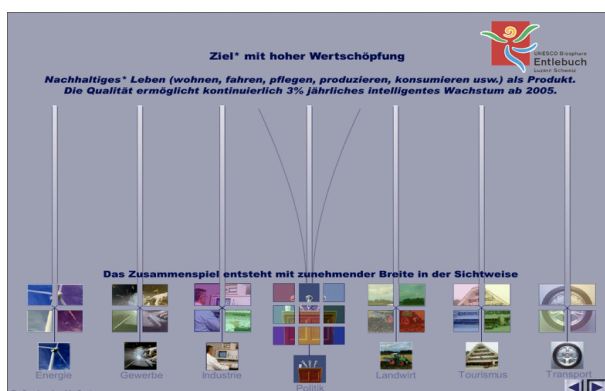 Ziel* mit hoher Wertschöpfung
UNESCO Biosphäre
Entlebuch
Luzern Schweiz
Nachhaltiges* Leben (wohnen, fahren, pflegen, produzieren, konsumieren usw.) als Produkt.
Die Qualität ermöglicht kontinuierlich 3% jährliches intelligentes Wachstum ab 2005.
Das Zusammenspiel entsteht mit zunehmender Breite in der Sichtweise
Energie Gewerbe Industrie Politik Landwirt Tourismus Transport